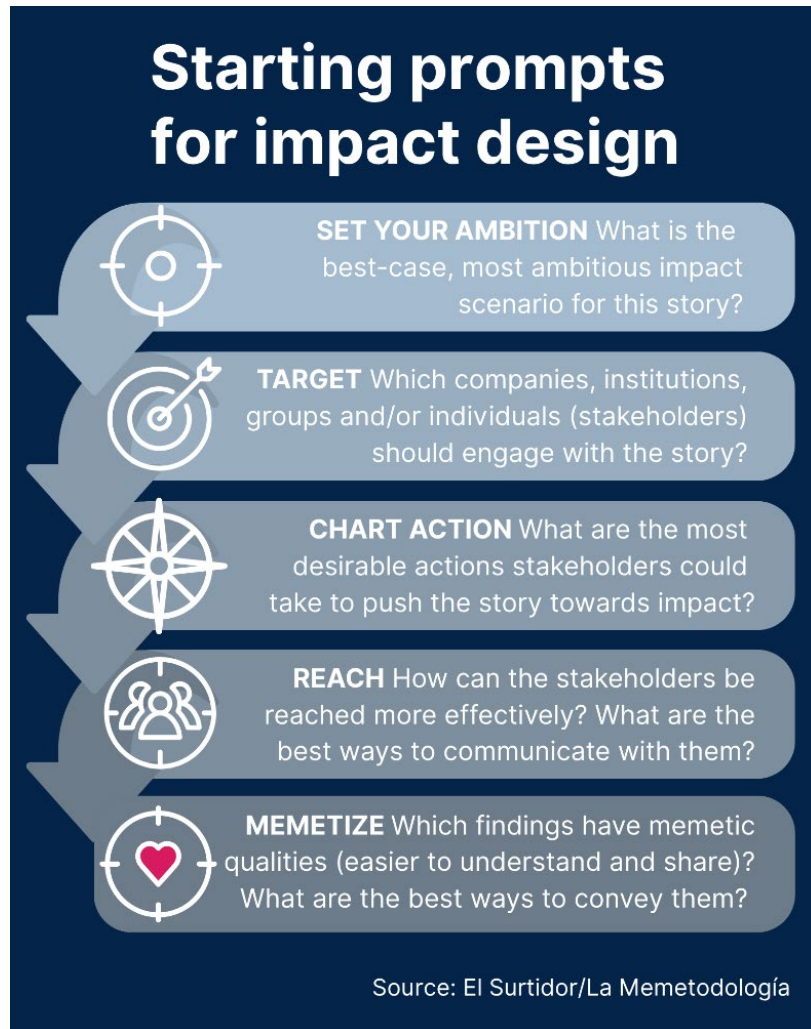 Starting prompts
for impact design
SET YOUR AMBITION What is the
best-case, most ambitious impact
scenario for this story?
TARGET Which companies, institutions,
groups and/or individuals (stakeholders)
should engage with the story?
CHART ACTION What are the most
desirable actions stakeholders could
take to push the story towards impact?
REACH How can the stakeholders be
reached more effectively? What are the
best ways to communicate with them?
MEMETIZE Which findings have memetic
qualities (easier to understand and share)?
What are the best ways to convey them?
Source: El Surtidor/La Memetodología